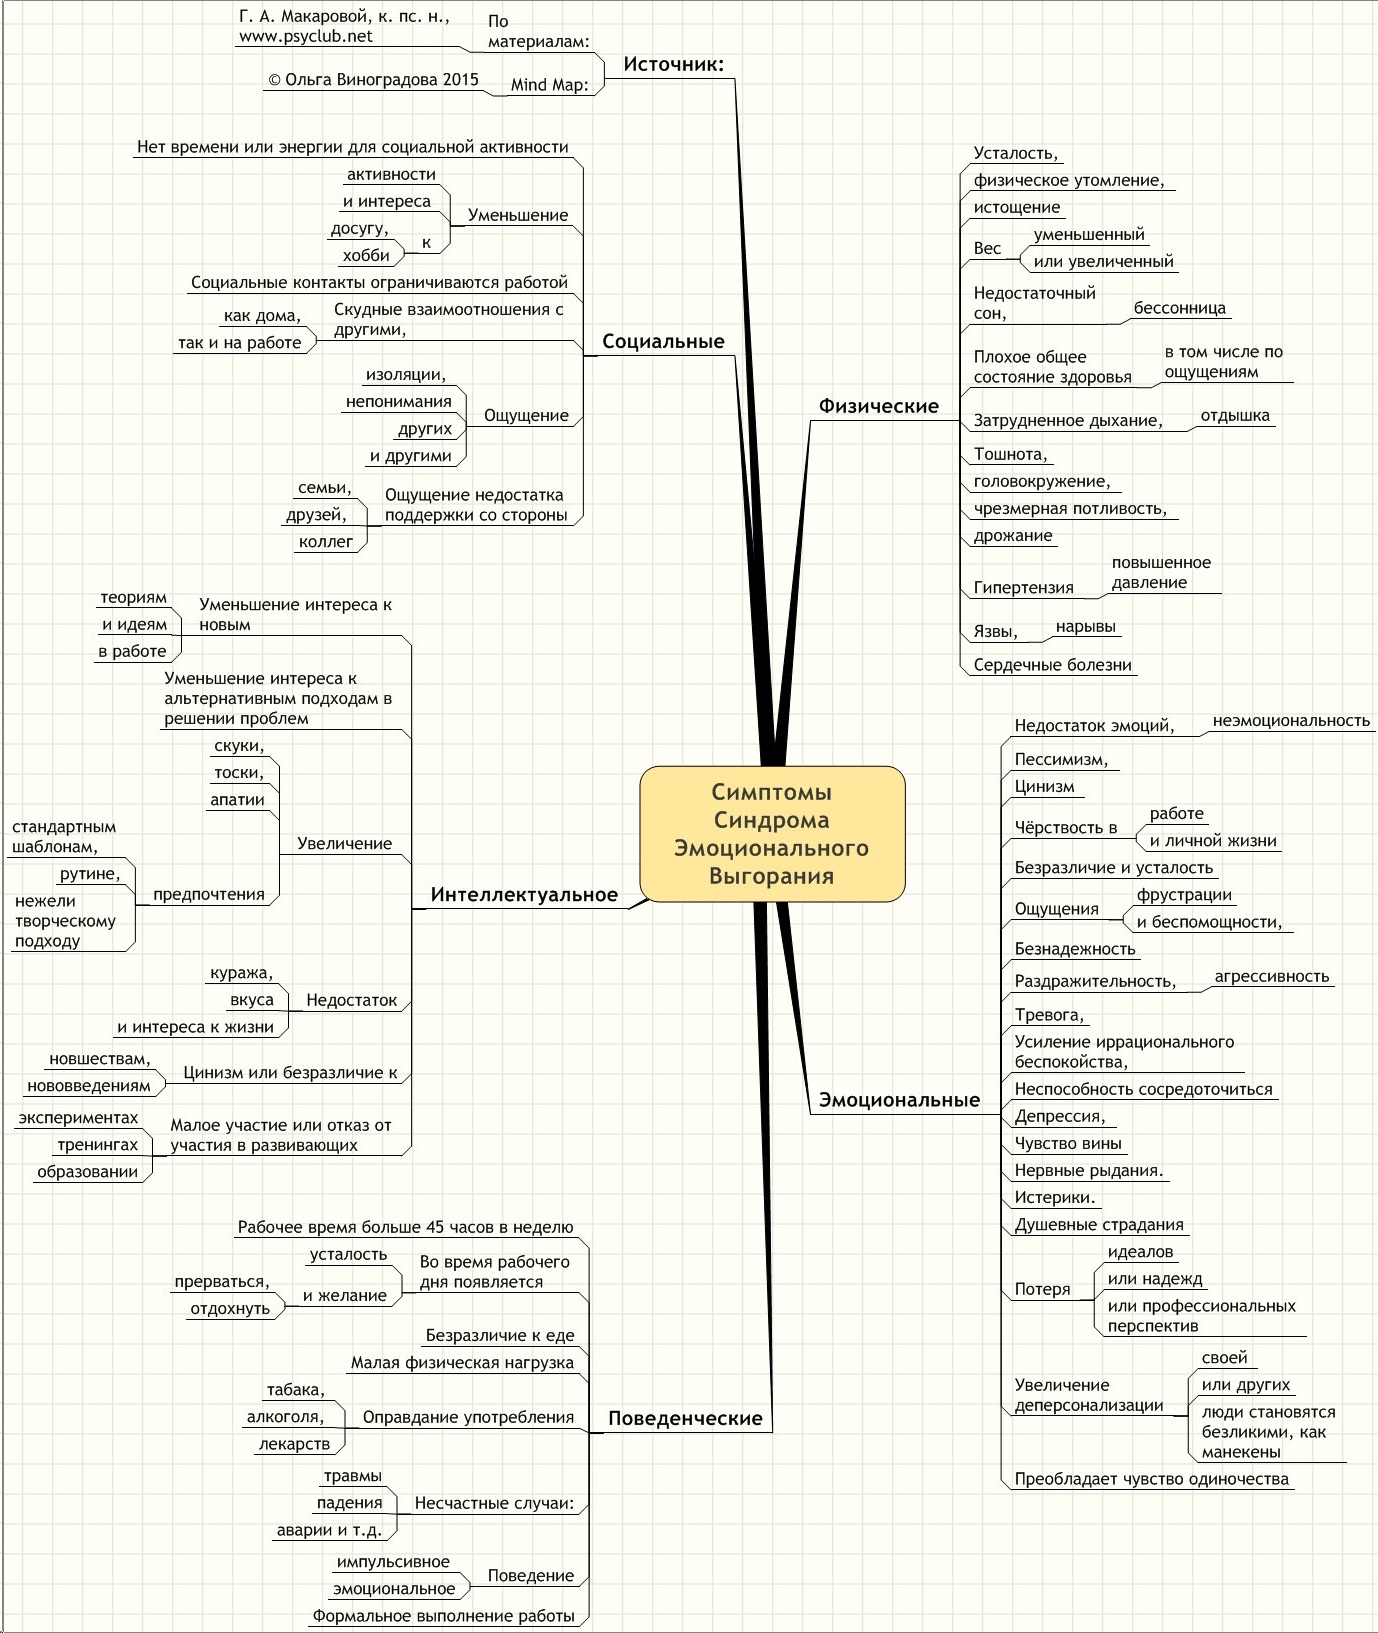 Симптомы
Синдрома
Эмоционального
Выгорания
Источник:
По
материалам:
Г. А. Макаровой, к. пс. н.,
www.psyclub.net
Mind Map:
© Ольга Виноградова 2015
Физические
Усталость,
физическое утомление,
истощение
Вес
уменьшенный
или увеличенный
Недостаточный
сон,
бессонница
Плохое общее
состояние здоровья
в том числе по
ощущениям
Затрудненное дыхание,
отдышка
Тошнота,
головокружение,
чрезмерная потливость,
дрожание
Гипертензия
повышенное
давление
Язвы,
нарывы
Сердечные болезни
Эмоциональные
Недостаток эмоций,
неэмоциональность
Пессимизм,
Цинизм
Чёрствость в
работе
и личной жизни
Безразличие и усталость
Ощущения
фрустрации
и беспомощности,
Безнадежность
Раздражительность,
агрессивность
Тревога,
Усиление иррационального
беспокойства,
Неспособность сосредоточиться
Депрессия,
Чувство вины
Нервные рыдания.
Истерики.
Душевные страдания
Потеря
идеалов
или надежд
или профессиональных
перспектив
Увеличение
деперсонализации
своей
или других
люди становятся
безликими, как
манекены
Преобладает чувство одиночества
Социальные
Нет времени или энергии для социальной активности
Уменьшение
активности
и интереса
к
досугу,
хобби
Социальные контакты ограничиваются работой
Скудные взаимоотношения с
другими,
как дома,
так и на работе
Ощущение
изоляции,
непонимания
других
и другими
Ощущение недостатка
поддержки со стороны
семьи,
друзей,
коллег
Интеллектуальное
Уменьшение интереса к
новым
теориям
и идеям
в работе
Уменьшение интереса к
альтернативным подходам в
решении проблем
Увеличение
скуки,
тоски,
апатии
предпочтения
стандартным
шаблонам,
рутине,
нежели
творческому
подходу
Недостаток
куража,
вкуса
и интереса к жизни
Цинизм или безразличие к
новшествам,
нововведениям
Малое участие или отказ от
участия в развивающих
экспериментах
тренингах
образовании
Поведенческие
Рабочее время больше 45 часов в неделю
Во время рабочего
дня появляется
усталость
и желание
прерваться,
отдохнуть
Безразличие к еде
Малая физическая нагрузка
Оправдание употребления
табака,
алкоголя,
лекарств
Несчастные случаи:
травмы
падения
аварии и т.д.
Поведение
импульсивное
эмоциональное
Формальное выполнение работы